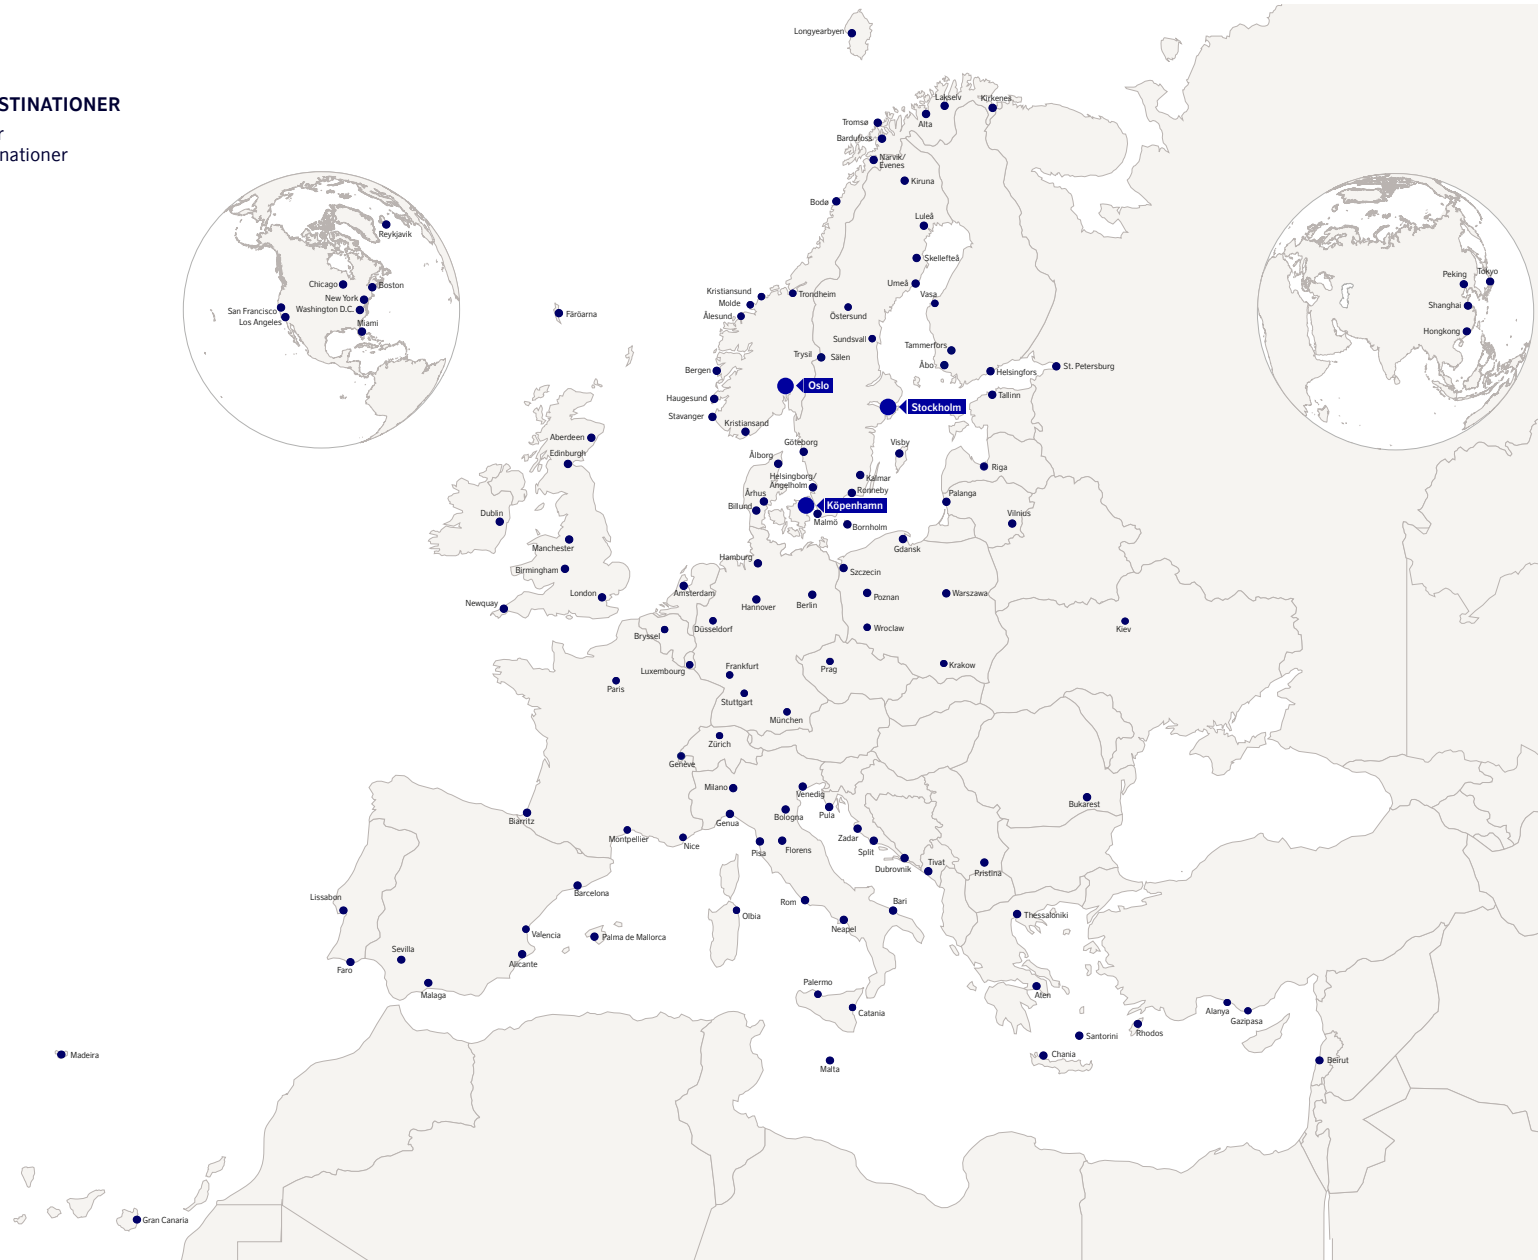 Longyearbyen
STINATIONER
r
nationer
Lakselv
Kirkenes
Alta
Tromsø
Bardufoss
Narvik/
Evenes
Kiruna
Bodø
Luleå
Skellefteå
Umeå
Vasa
Reykjavik
Chicago
Boston
New York
Washington D.C.
San Francisco
Los Angeles
Miami
Peking
Tokyo
Shanghai
Hongkong
Kristiansund
Molde
Ålesund
Trondheim
Östersund
Färöarna
Sundsvall
Tammerfors
Åbo
Helsingfors
St. Petersburg
Trysil
Sälen
Bergen
Oslo
Haugesund
Stavanger
Kristiansand
Stockholm
Tallinn
Aberdeen
Edinburgh
Göteborg
Ålborg
Visby
Riga
Helsingborg/
Ängelholm
Kalmar
Ronneby
Århus
Billund
Köpenhamn
Malmö
Bornholm
Palanga
Vilnius
Dublin
Manchester
Birmingham
London
Newquay
Hamburg
Gdansk
Szczecin
Amsterdam
Hannover
Berlin
Poznan
Warszawa
Düsseldorf
Bryssel
Wroclaw
Kiev
Luxembourg
Frankfurt
Prag
Krakow
Paris
Stuttgart
München
Zürich
Genève
Milano
Venedig
Bukarest
Biarritz
Genua
Bologna
Pula
Montpellier
Nice
Pisa
Florens
Zadar
Split
Dubrovnik
Tivat
Pristina
Barcelona
Lissabon
Rom
Bari
Olbia
Neapel
Thessaloniki
Valencia
Palma de Mallorca
Sevilla
Alicante
Faro
Malaga
Palermo
Catania
Aten
Alanya
Gazipasa
Rhodos
Santorini
Chania
Madeira
Malta
Beirut
Gran Canaria